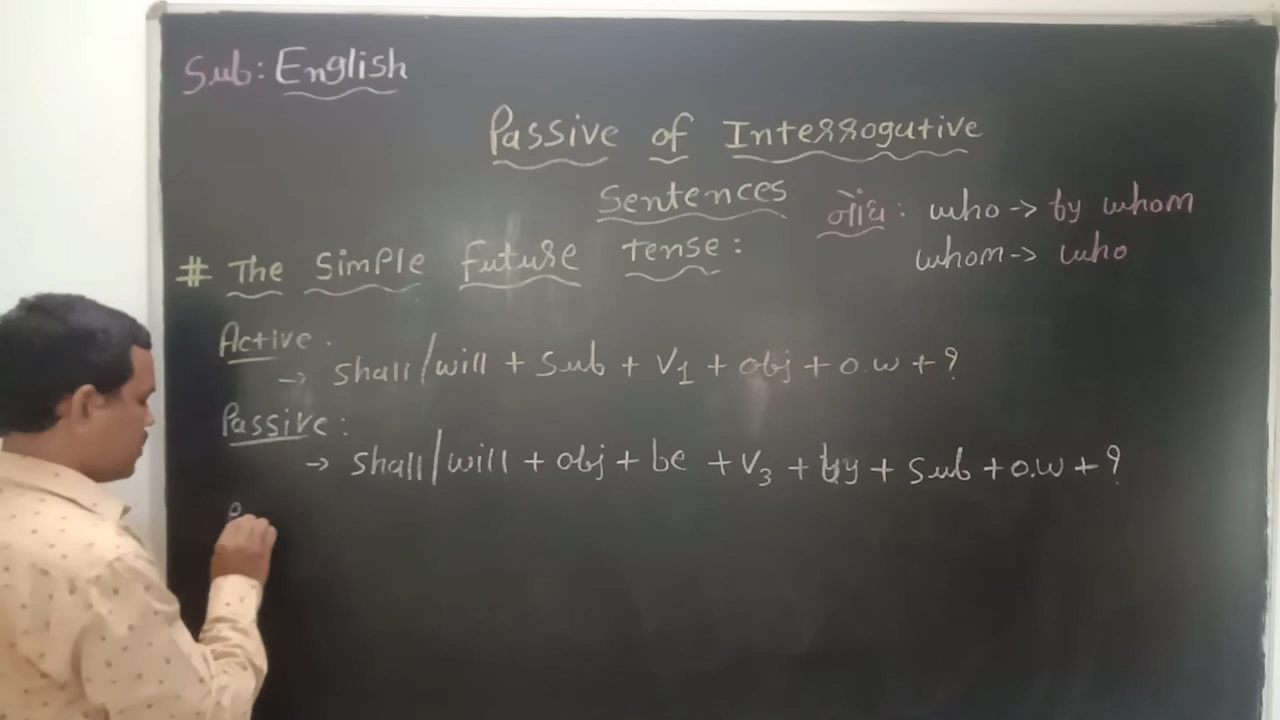 Sub: English
Passive of Interrogutive
Sentences
નોંધ: who → by whom
whom → who
# The Simple Future Tense:
Active:
→ Shall/will + Sub + V1 + obj + o.w + ?
Passive:
→ Shall/will + obj + be + V3 + by + Sub + o.w + ?